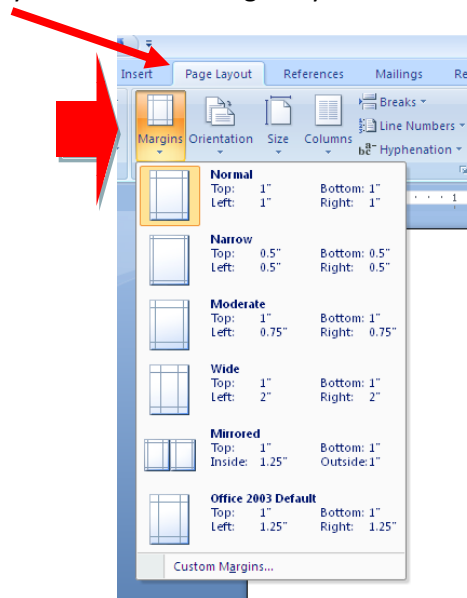 Insert Page Layout References Mailings Re
Margins Orientation Size Columns
Breaks
Line Numbers
Hyphenation
1
Normal
Top: 1" Bottom: 1"
Left: 1" Right: 1"
Narrow
Top: 0.5" Bottom: 0.5"
Left: 0.5" Right: 0.5"
Moderate
Top: 1" Bottom: 1"
Left: 0.75" Right: 0.75"
Wide
Top: 1" Bottom: 1"
Left: 2" Right: 2"
Mirrored
Top: 1" Bottom: 1"
Inside: 1.25" Outside: 1"
Office 2003 Default
Top: 1" Bottom: 1"
Left: 1.25" Right: 1.25"
Custom Margins...